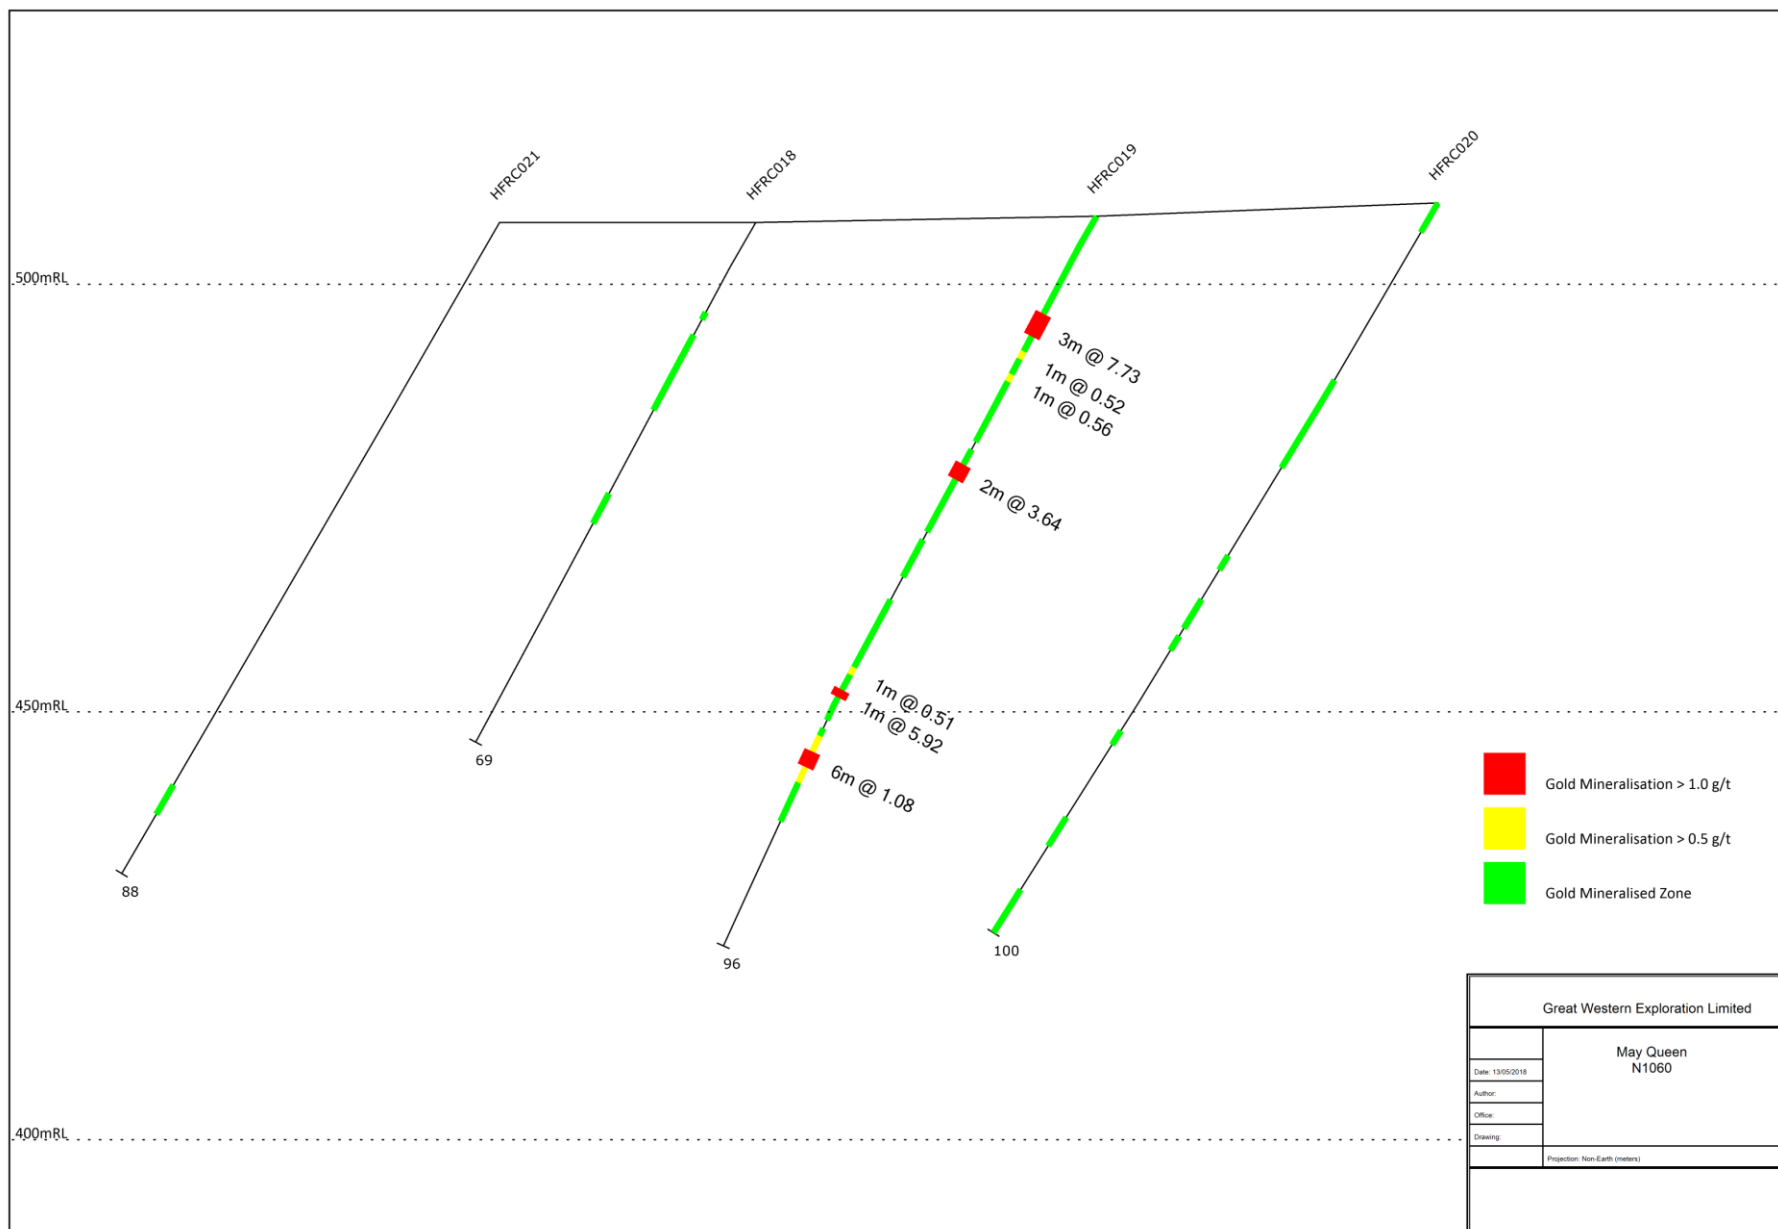 HFRC021
HFRC018
HFRC019
HFRC020
500mRL
3m @ 7.73
1m @ 0.52
1m @ 0.56
2m @ 3.64
450mRL
1m @ 0.51
1m @ 5.92
6m @ 1.08
69
88
96
100
Gold Mineralisation > 1.0 g/t
Gold Mineralisation > 0.5 g/t
Gold Mineralised Zone
400mRL
Great Western Exploration Limited
May Queen
N1060
Date: 13/05/2018
Author:
Office:
Drawing:
Projection: Non-Earth (meters)